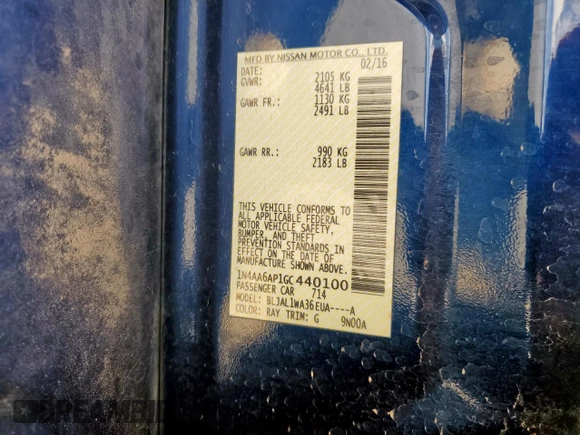 MFD BY NISSAN MOTOR CO., LTD.
DATE: 02/16
GVWR: 2105 KG
4641 LB
GAWR FR.: 1130 KG
2491 LB
GAWR RR.: 990 KG
2183 LB
THIS VEHICLE CONFORMS TO
ALL APPLICABLE FEDERAL
MOTOR VEHICLE SAFETY,
BUMPER, AND THEFT
PREVENTION STANDARDS IN
EFFECT ON THE DATE OF
MANUFACTURE SHOWN ABOVE.
1N4AA6AP1GC440100
PASSENGER CAR 714
MODEL: BLJAL1WA36EUA----A
COLOR: RAY TRIM: G 9N00A